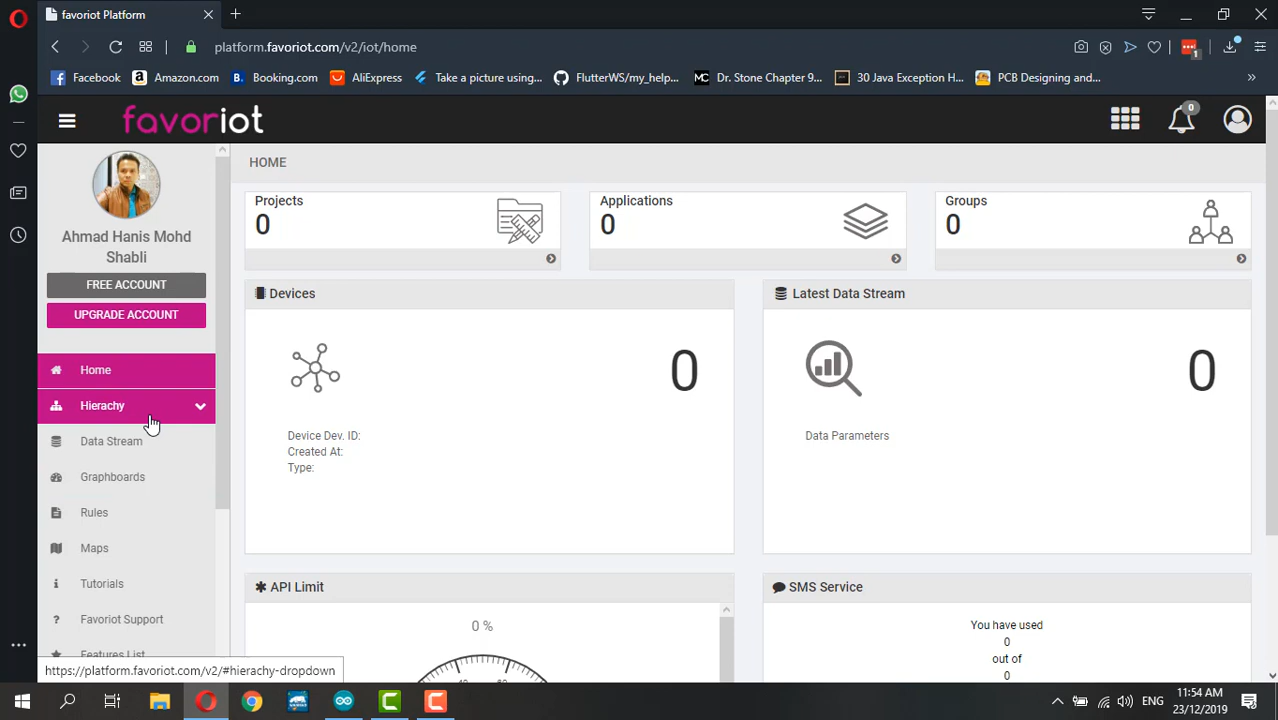 favoriot Platform
platform.favoriot.com/v2/iot/home
1
Facebook
Amazon.com
Booking.com
AliExpress
Take a picture using...
FlutterWS/my_help...
MC Dr. Stone Chapter 9...
30 Java Exception H...
PCB Designing and...
»
favoriot
0
HOME
Ahmad Hanis Mohd
Shabli
FREE ACCOUNT
UPGRADE ACCOUNT
Home
Hierachy
Data Stream
Graphboards
Rules
Maps
Tutorials
Favoriot Support
Features List
Projects
0
Applications
0
Groups
0
Devices
0
Device Dev. ID:
Created At:
Type:
Latest Data Stream
0
Data Parameters
API Limit
0 %
40
60
SMS Service
You have used
0
out of
0
https://platform.favoriot.com/v2/#hierachy-dropdown
ENG
11:54 AM
23/12/2019